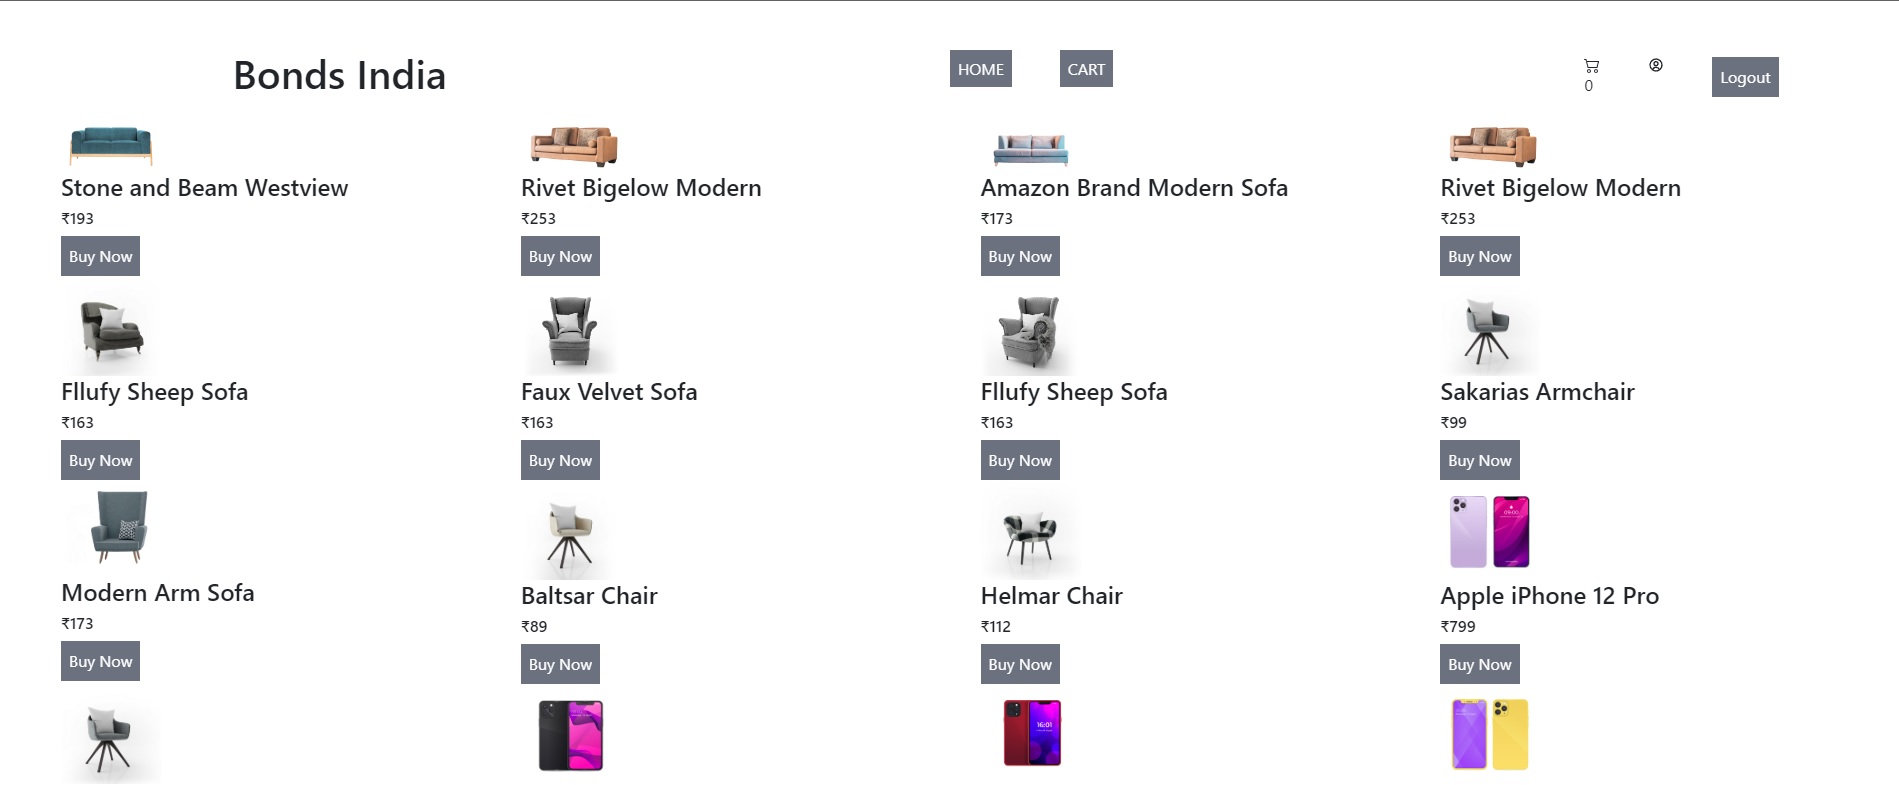 Bonds India
HOME
CART
0
Logout
Stone and Beam Westview
₹193
Buy Now
Rivet Bigelow Modern
₹253
Buy Now
Amazon Brand Modern Sofa
₹173
Buy Now
Rivet Bigelow Modern
₹253
Buy Now
Fllufy Sheep Sofa
₹163
Buy Now
Faux Velvet Sofa
₹163
Buy Now
Fllufy Sheep Sofa
₹163
Buy Now
Sakarias Armchair
₹99
Buy Now
Modern Arm Sofa
₹173
Buy Now
Baltsar Chair
₹89
Buy Now
Helmar Chair
₹112
Buy Now
Apple iPhone 12 Pro
₹799
Buy Now
16:01